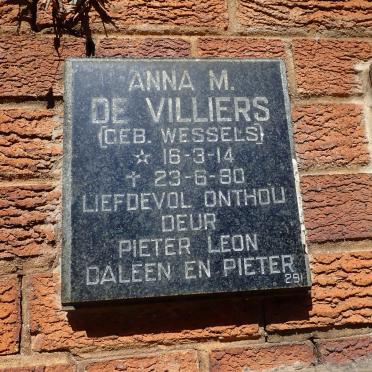 ANNA M.
DE VILLIERS
(GEB. WESSELS)
☆ 16-3-14
✝ 23-6-80
LIEFDEVOL ONTHOU
DEUR
PIETER LEON
DALEEN EN PIETER
291